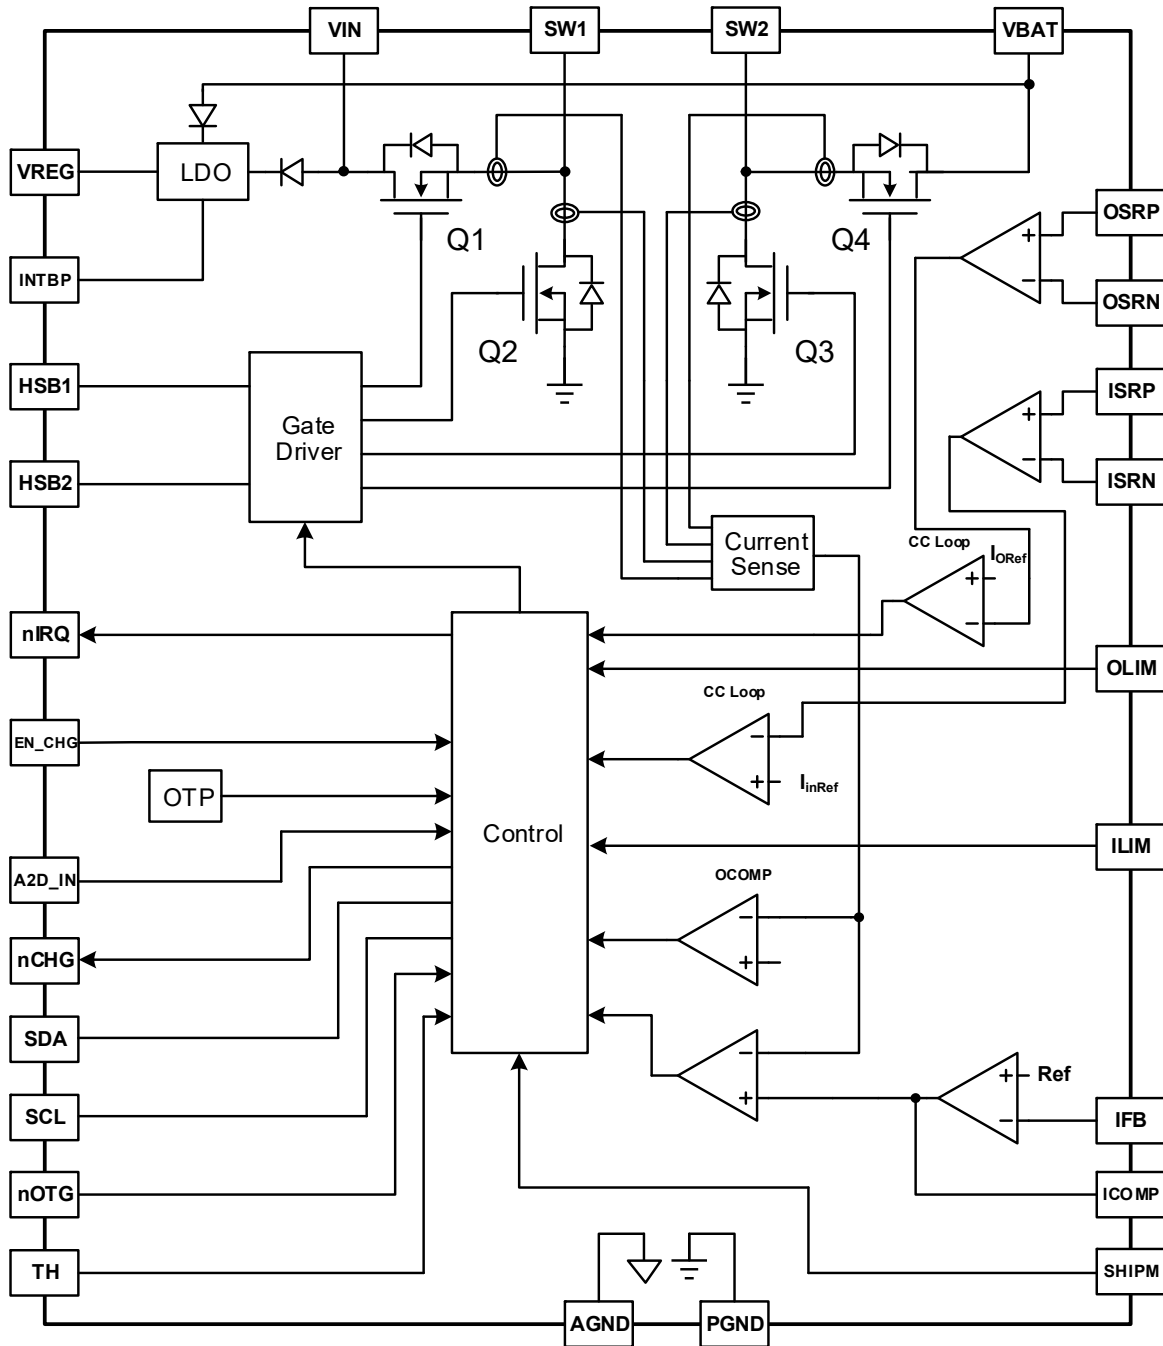 VIN
SW1
SW2
VBAT
VREG
LDO
OSRP
+
−
Q1
Q4
INTBP
OSRN
Q2
Q3
HSB1
ISRP
+
−
Gate
Driver
HSB2
ISRN
Current
Sense
CC Loop
IORef
+
−
nIRQ
OLIM
CC Loop
−
+
IinRef
EN_CHG
OTP
Control
ILIM
A2D_IN
OCOMP
−
+
nCHG
SDA
−
+
+
−
Ref
SCL
IFB
nOTG
ICOMP
TH
SHIPM
AGND
PGND